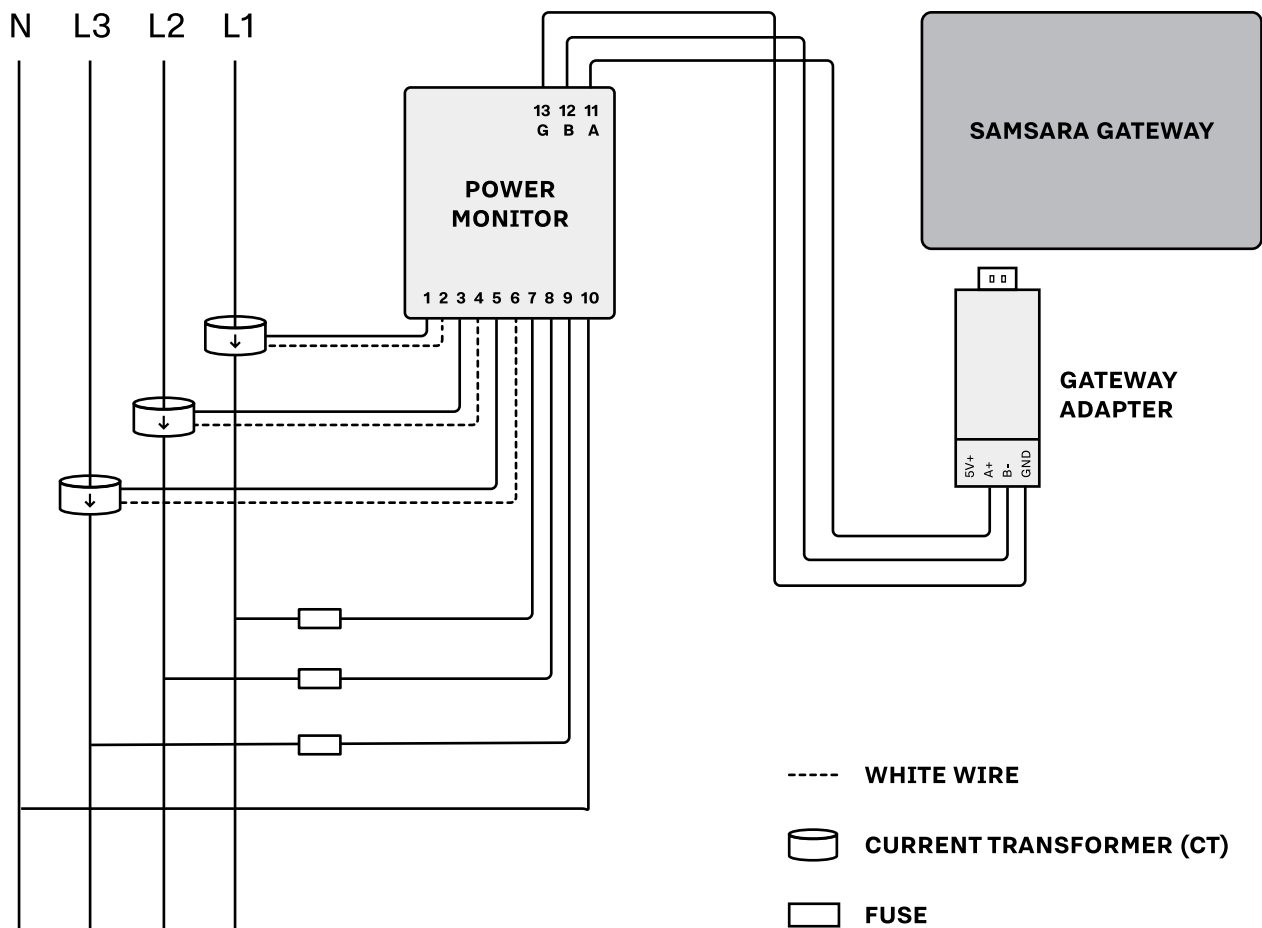 N L3 L2 L1
13 12 11
G B A
POWER
MONITOR
1 2 3 4 5 6 7 8 9 10
SAMSARA GATEWAY
GATEWAY
ADAPTER
5V+
A+
B-
GND
WHITE WIRE
CURRENT TRANSFORMER (CT)
FUSE